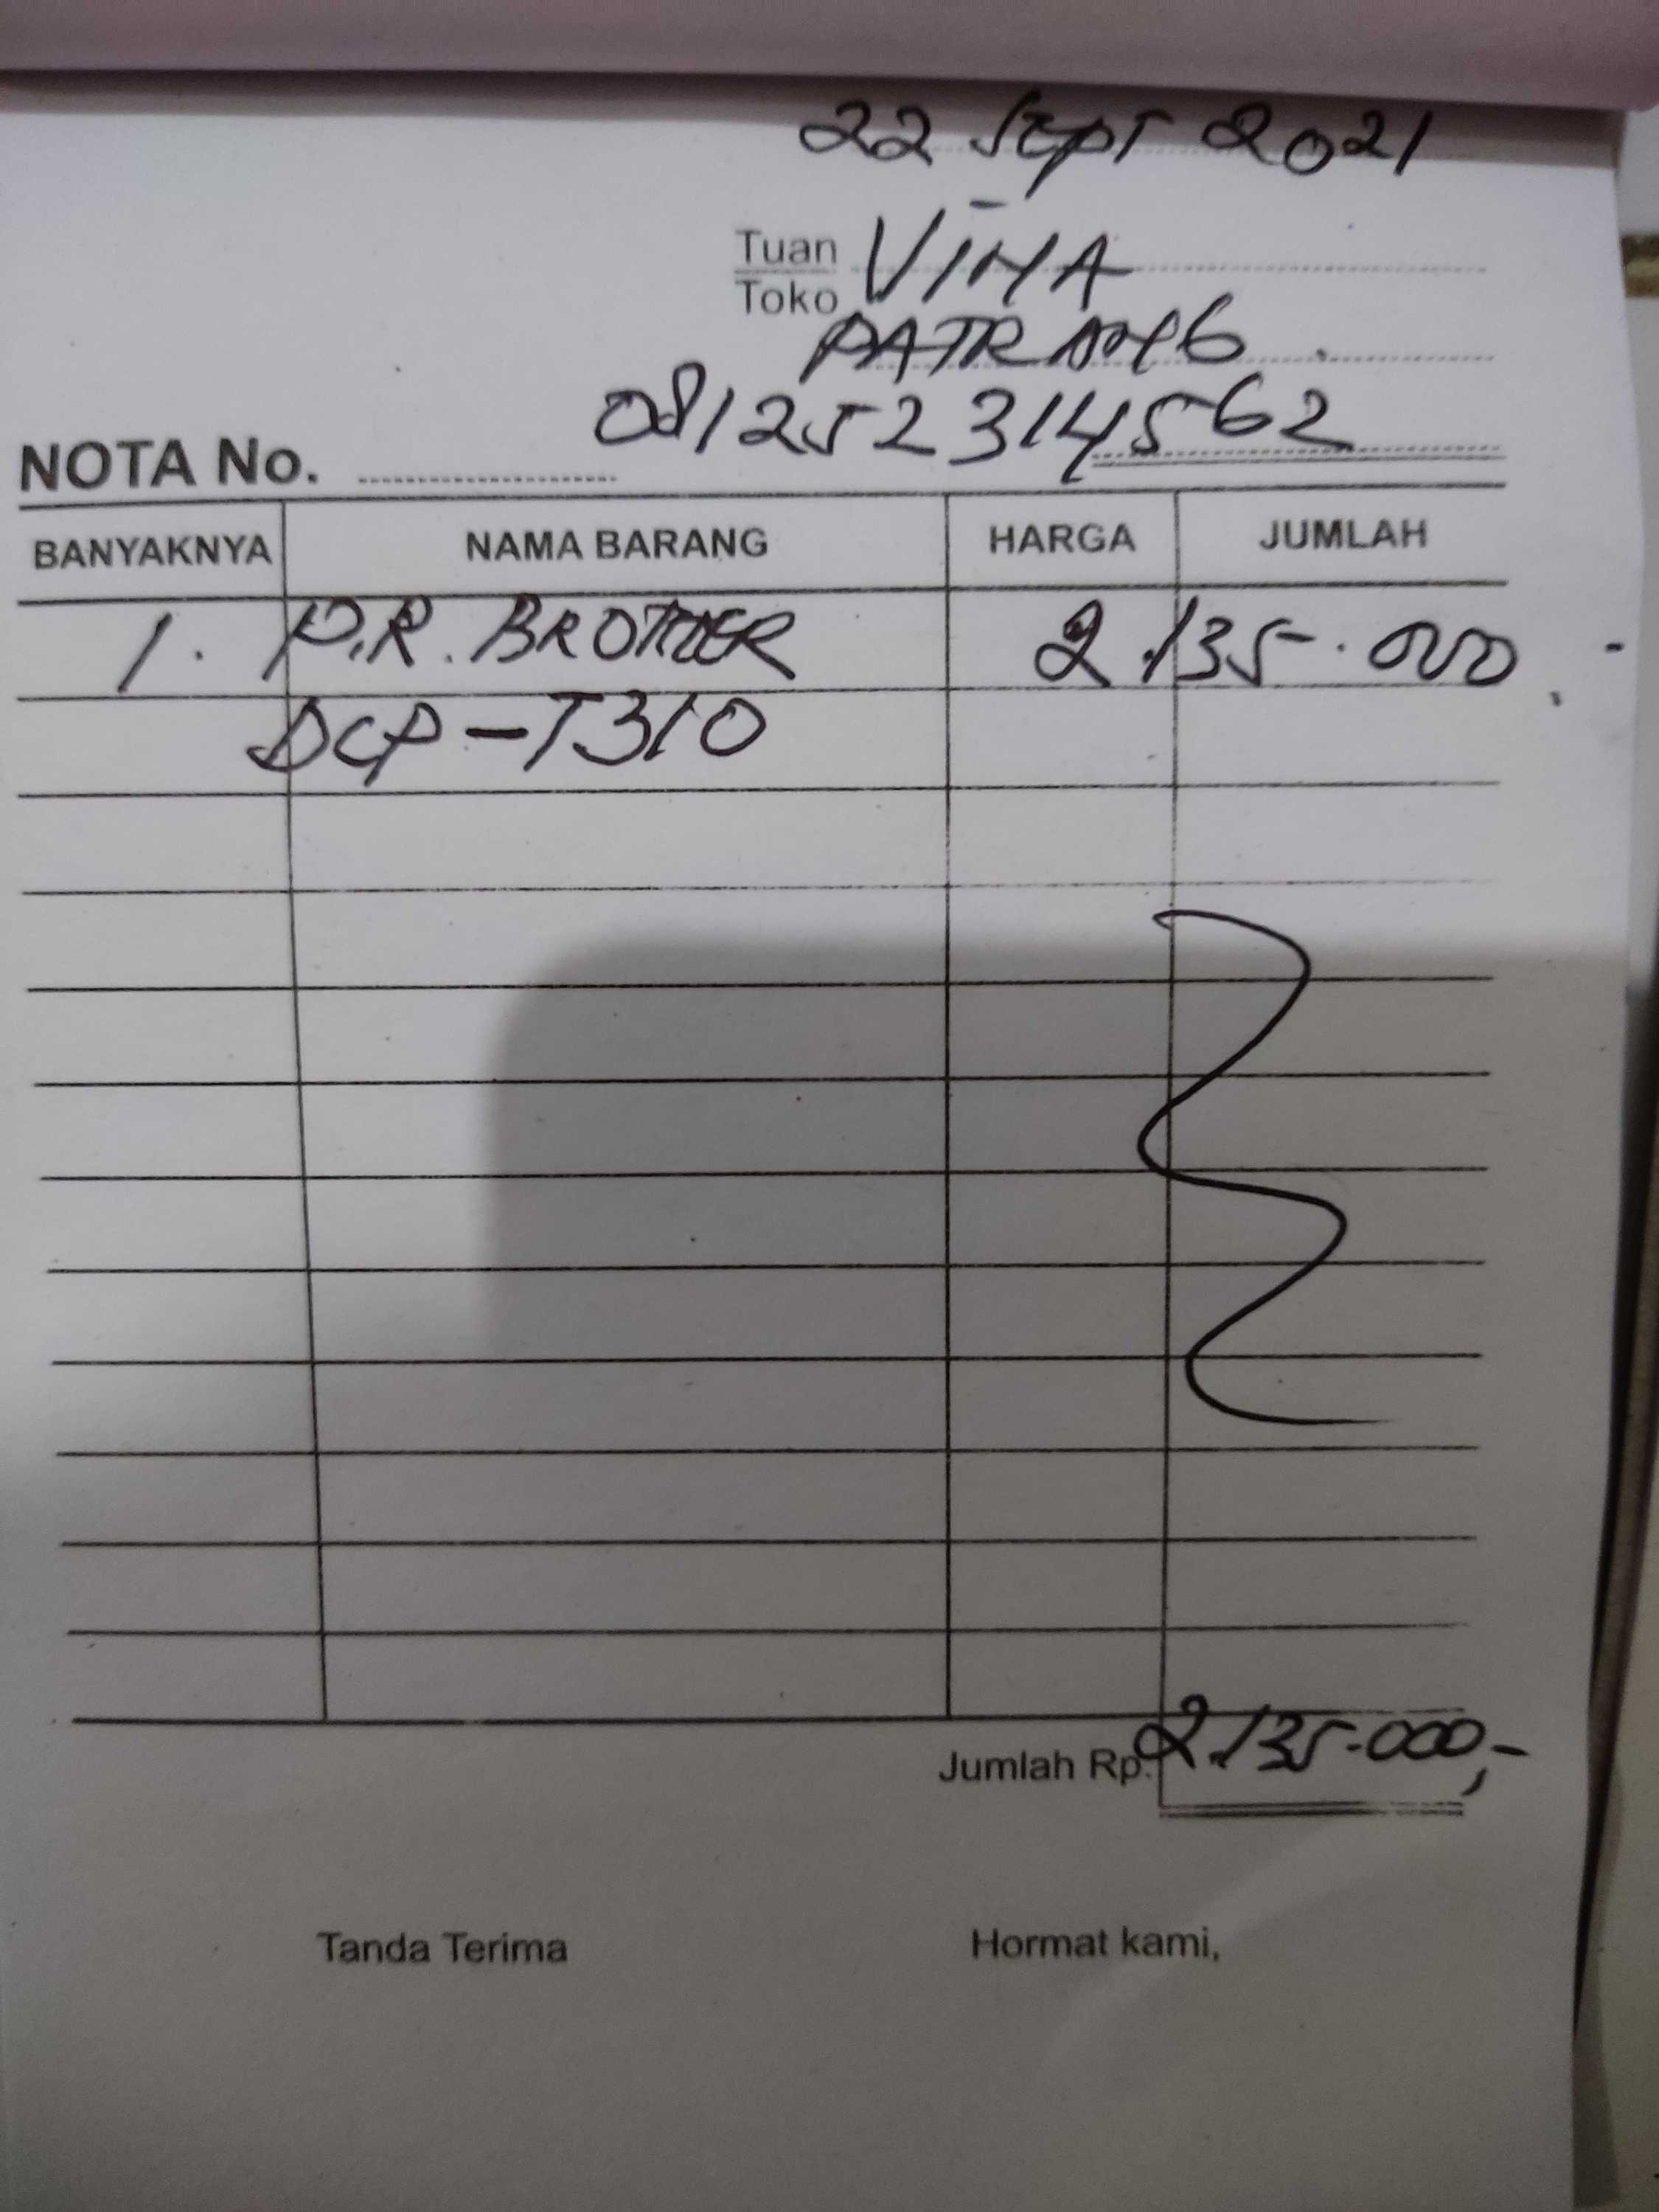 22 SEPT 2021
Tuan VINA
Toko
PATRANG
081252314562
NOTA No.
BANYAKNYA NAMA BARANG HARGA JUMLAH
1. P.R. BROTHER 2.135.000
DCP-T310
Jumlah Rp. 2.135.000,-
Tanda Terima Hormat kami,